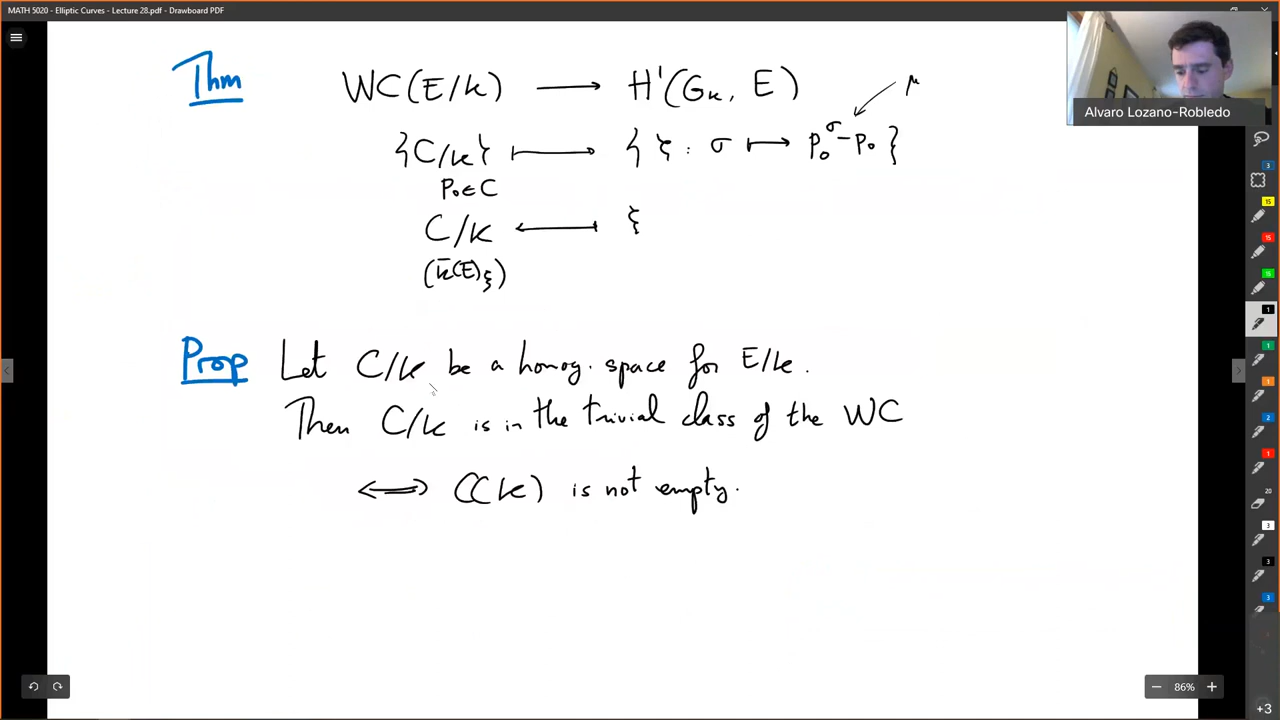 MATH 5020 - Elliptic Curves - Lecture 28.pdf - Drawboard PDF
Alvaro Lozano-Robledo
Thm WC(E/k) ⟶ H'(G_k, E) μ
{C/k} ⟼ { ξ : σ ⟼ p₀^σ - p₀ }
p₀ ∈ C
C/k ⟻ ξ
(k̄(E)_ξ)
Prop Let C/k be a homog. space for E/k.
Then C/k is in the trivial class of the WC
⟺ C(k) is not empty.
86%
+3